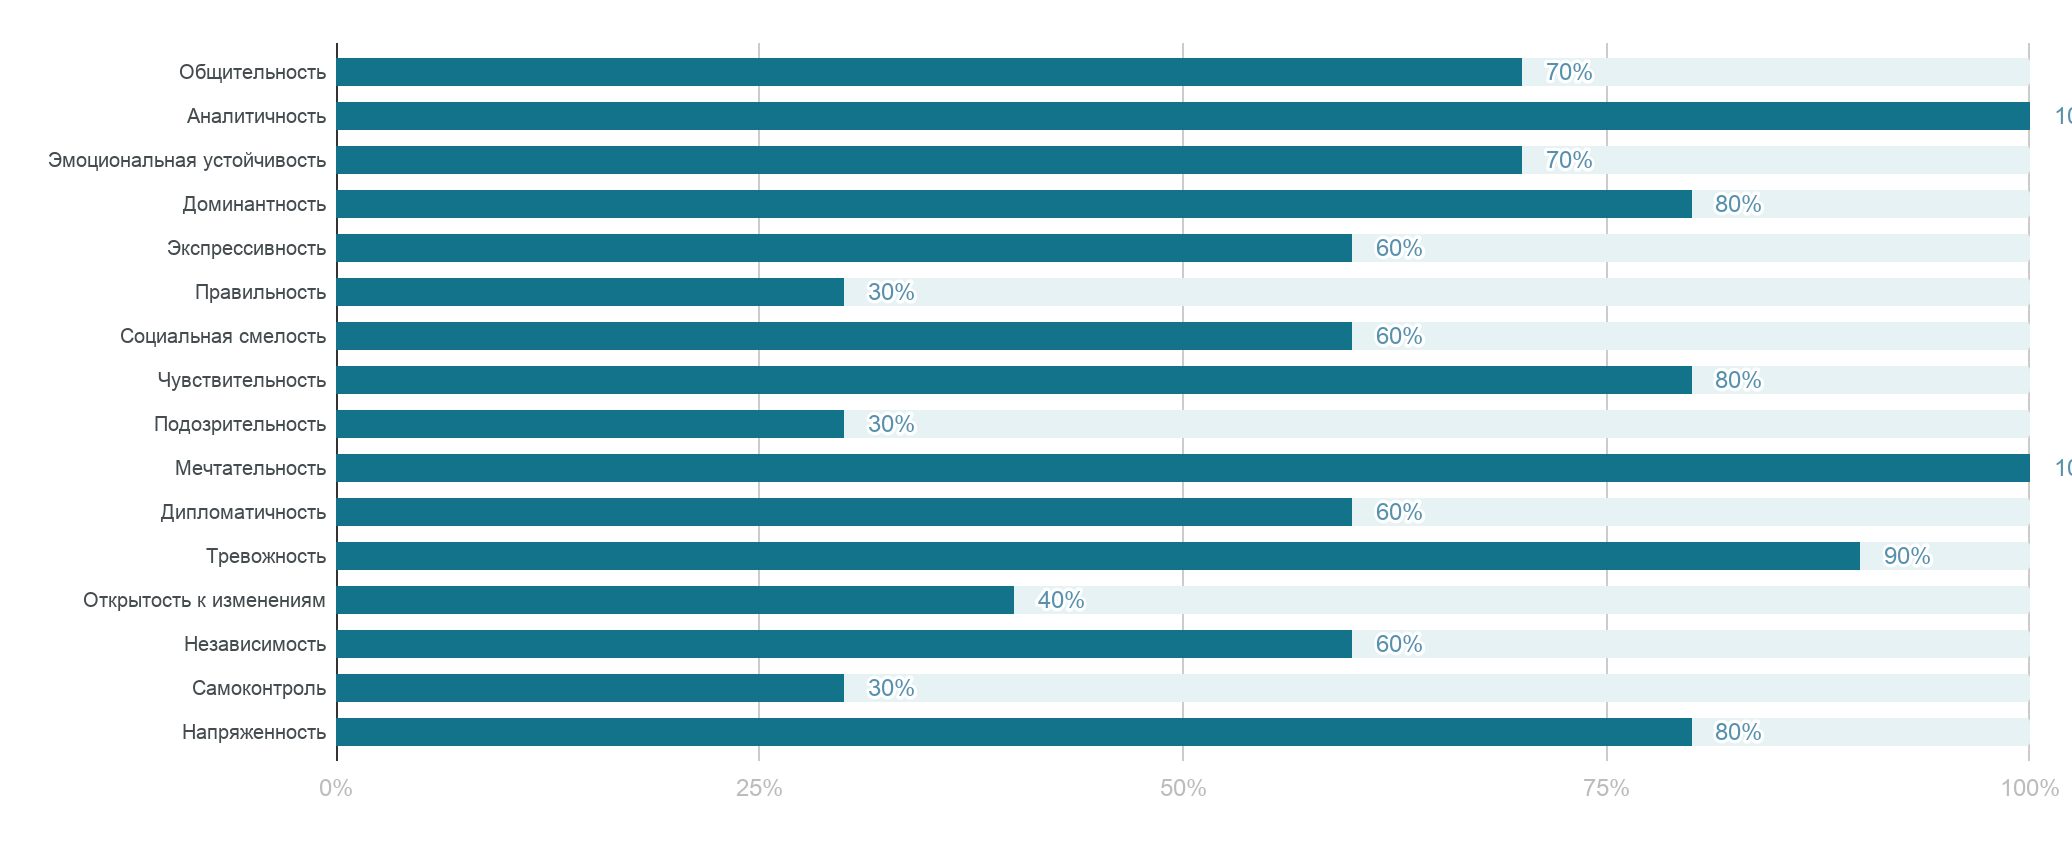 Общительность 70%
Аналитичность 10
Эмоциональная устойчивость 70%
Доминантность 80%
Экспрессивность 60%
Правильность 30%
Социальная смелость 60%
Чувствительность 80%
Подозрительность 30%
Мечтательность 10
Дипломатичность 60%
Тревожность 90%
Открытость к изменениям 40%
Независимость 60%
Самоконтроль 30%
Напряженность 80%
0% 25% 50% 75% 100%